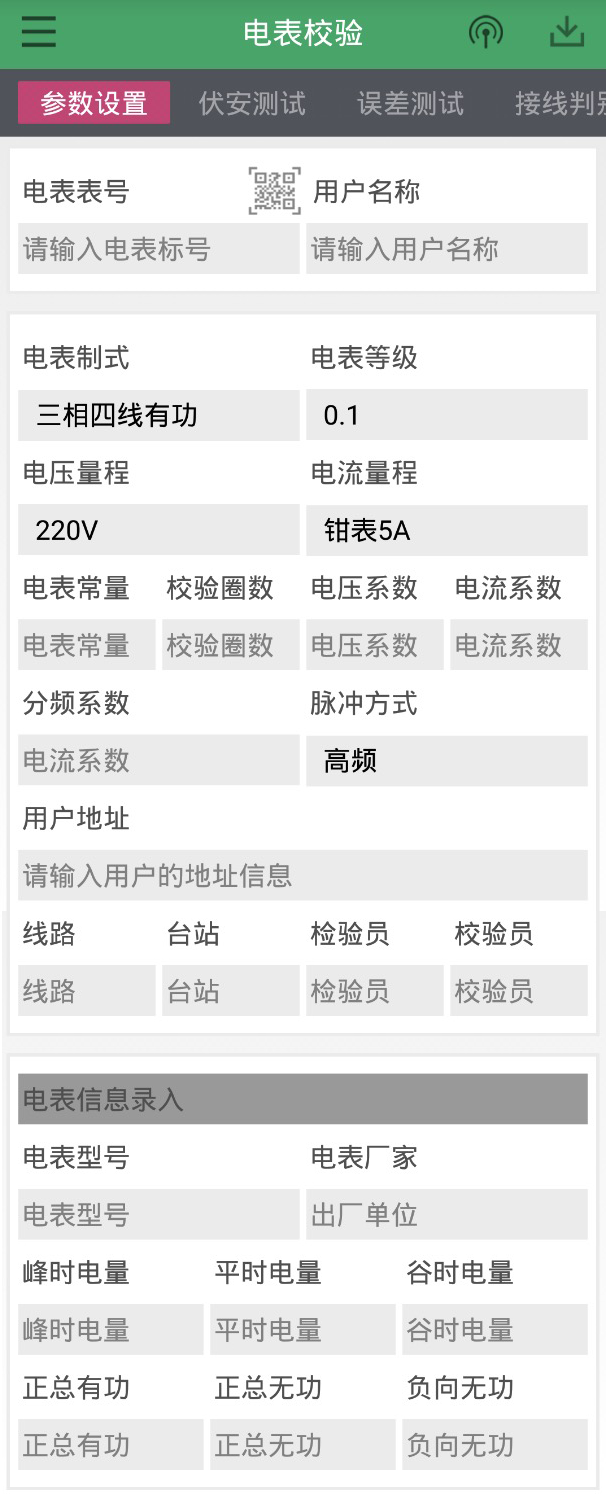 电表校验
参数设置 伏安测试 误差测试 接线判别
电表表号 用户名称
请输入电表标号 请输入用户名称
电表制式 电表等级
三相四线有功 0.1
电压量程 电流量程
220V 钳表5A
电表常量 校验圈数 电压系数 电流系数
电表常量 校验圈数 电压系数 电流系数
分频系数 脉冲方式
电流系数 高频
用户地址
请输入用户的地址信息
线路 台站 检验员 校验员
线路 台站 检验员 校验员
电表信息录入
电表型号 电表厂家
电表型号 出厂单位
峰时电量 平时电量 谷时电量
峰时电量 平时电量 谷时电量
正总有功 正总无功 负向无功
正总有功 正总无功 负向无功